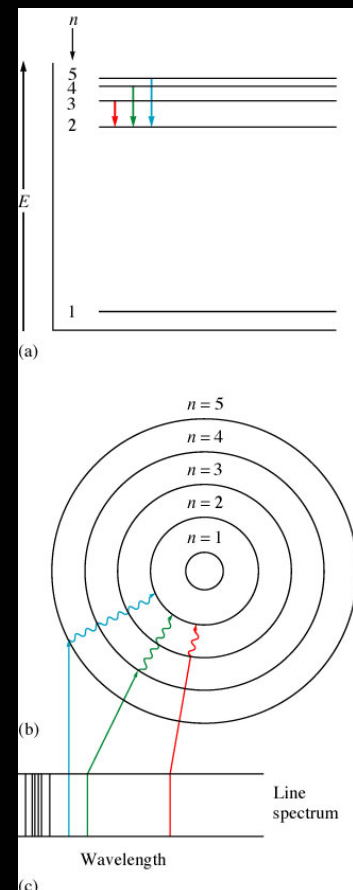 n
5
4
3
2
E
1
(a)
n = 5
n = 4
n = 3
n = 2
n = 1
(b)
Line
spectrum
Wavelength
(c)